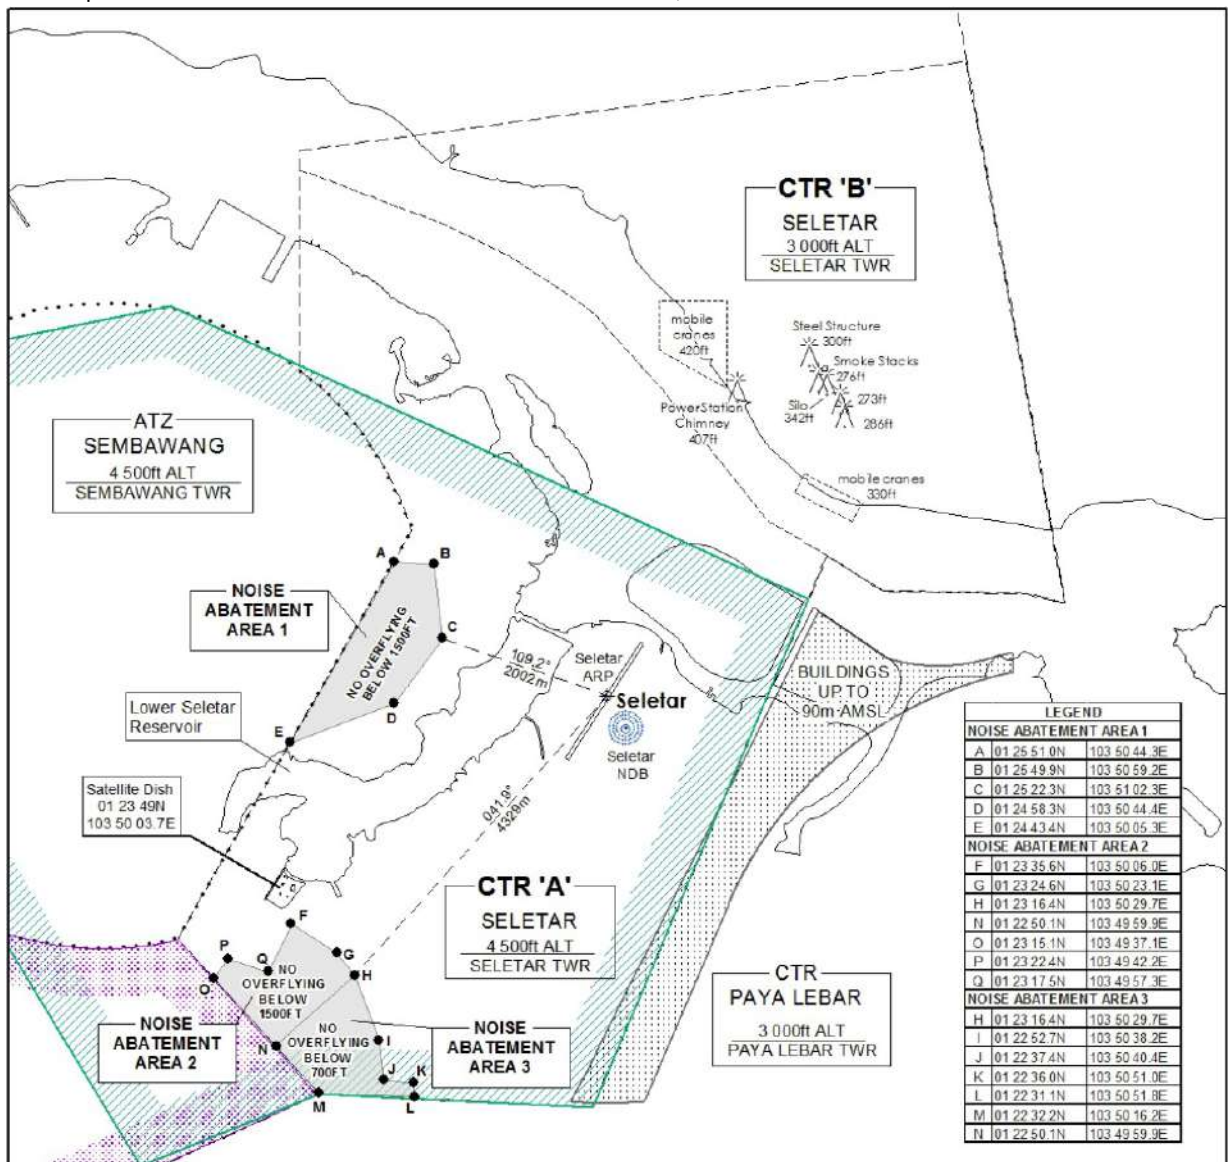 CTR 'B'
SELETAR
3 000ft ALT
SELETAR TWR
mobile
cranes
420ft
Steel Structure
300ft
Smoke Stacks
276ft
273ft
Silo
342ft
286ft
PowerStation
Chimney
407ft
mobile cranes
330ft
ATZ
SEMBAWANG
4 500ft ALT
SEMBAWANG TWR
A
B
C
D
E
NOISE
ABATEMENT
AREA 1
NO OVERFLYING
BELOW 1500FT
109.2°
2002m
Seletar
ARP
Seletar
Seletar
NDB
BUILDINGS
UP TO
90m AMSL
Lower Seletar
Reservoir
Satellite Dish
01 23 49N
103 50 03.7E
041.9°
4329m
CTR 'A'
SELETAR
4 500ft ALT
SELETAR TWR
F
G
H
P
Q
O
N
I
J
K
L
M
NO
OVERFLYING
BELOW
1500FT
NO
OVERFLYING
BELOW
700FT
NOISE
ABATEMENT
AREA 2
NOISE
ABATEMENT
AREA 3
CTR
PAYA LEBAR
3 000ft ALT
PAYA LEBAR TWR
LEGEND
NOISE ABATEMENT AREA 1
A 01 25 51.0N 103 50 44.3E
B 01 25 49.9N 103 50 59.2E
C 01 25 22.3N 103 51 02.3E
D 01 24 58.3N 103 50 44.4E
E 01 24 43.4N 103 50 05.3E
NOISE ABATEMENT AREA 2
F 01 23 35.6N 103 50 06.0E
G 01 23 24.6N 103 50 23.1E
H 01 23 16.4N 103 50 29.7E
N 01 22 50.1N 103 49 59.9E
O 01 23 15.1N 103 49 37.1E
P 01 23 22.4N 103 49 42.2E
Q 01 23 17.5N 103 49 57.3E
NOISE ABATEMENT AREA 3
H 01 23 16.4N 103 50 29.7E
I 01 22 52.7N 103 50 38.2E
J 01 22 37.4N 103 50 40.4E
K 01 22 36.0N 103 50 51.0E
L 01 22 31.1N 103 50 51.8E
M 01 22 32.2N 103 50 16.2E
N 01 22 50.1N 103 49 59.9E